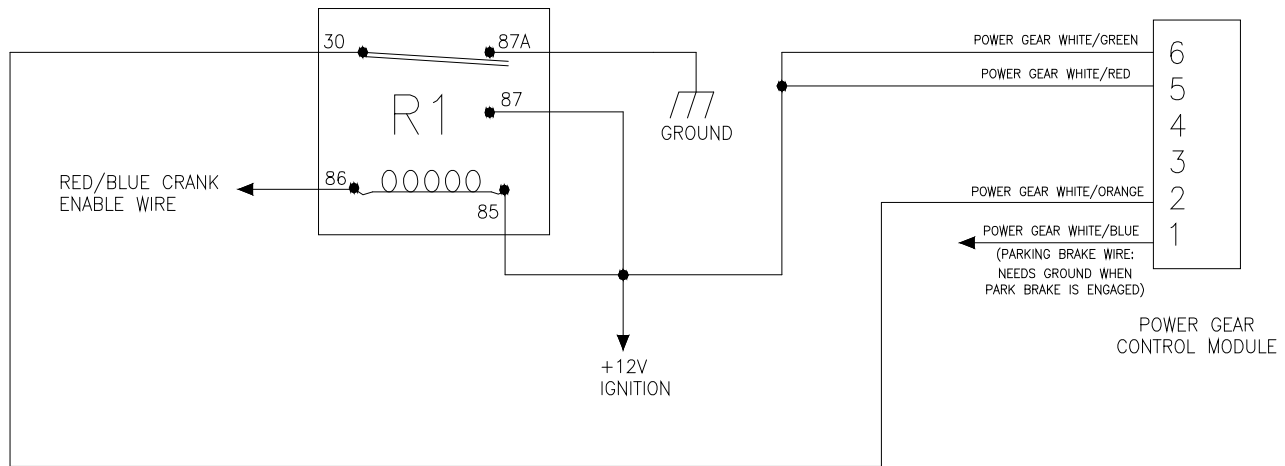 30
87A
R1
87
GROUND
RED/BLUE CRANK
ENABLE WIRE
86
85
+12V
IGNITION
POWER GEAR WHITE/GREEN
6
POWER GEAR WHITE/RED
5
4
3
POWER GEAR WHITE/ORANGE
2
POWER GEAR WHITE/BLUE
1
(PARKING BRAKE WIRE:
NEEDS GROUND WHEN
PARK BRAKE IS ENGAGED)
POWER GEAR
CONTROL MODULE